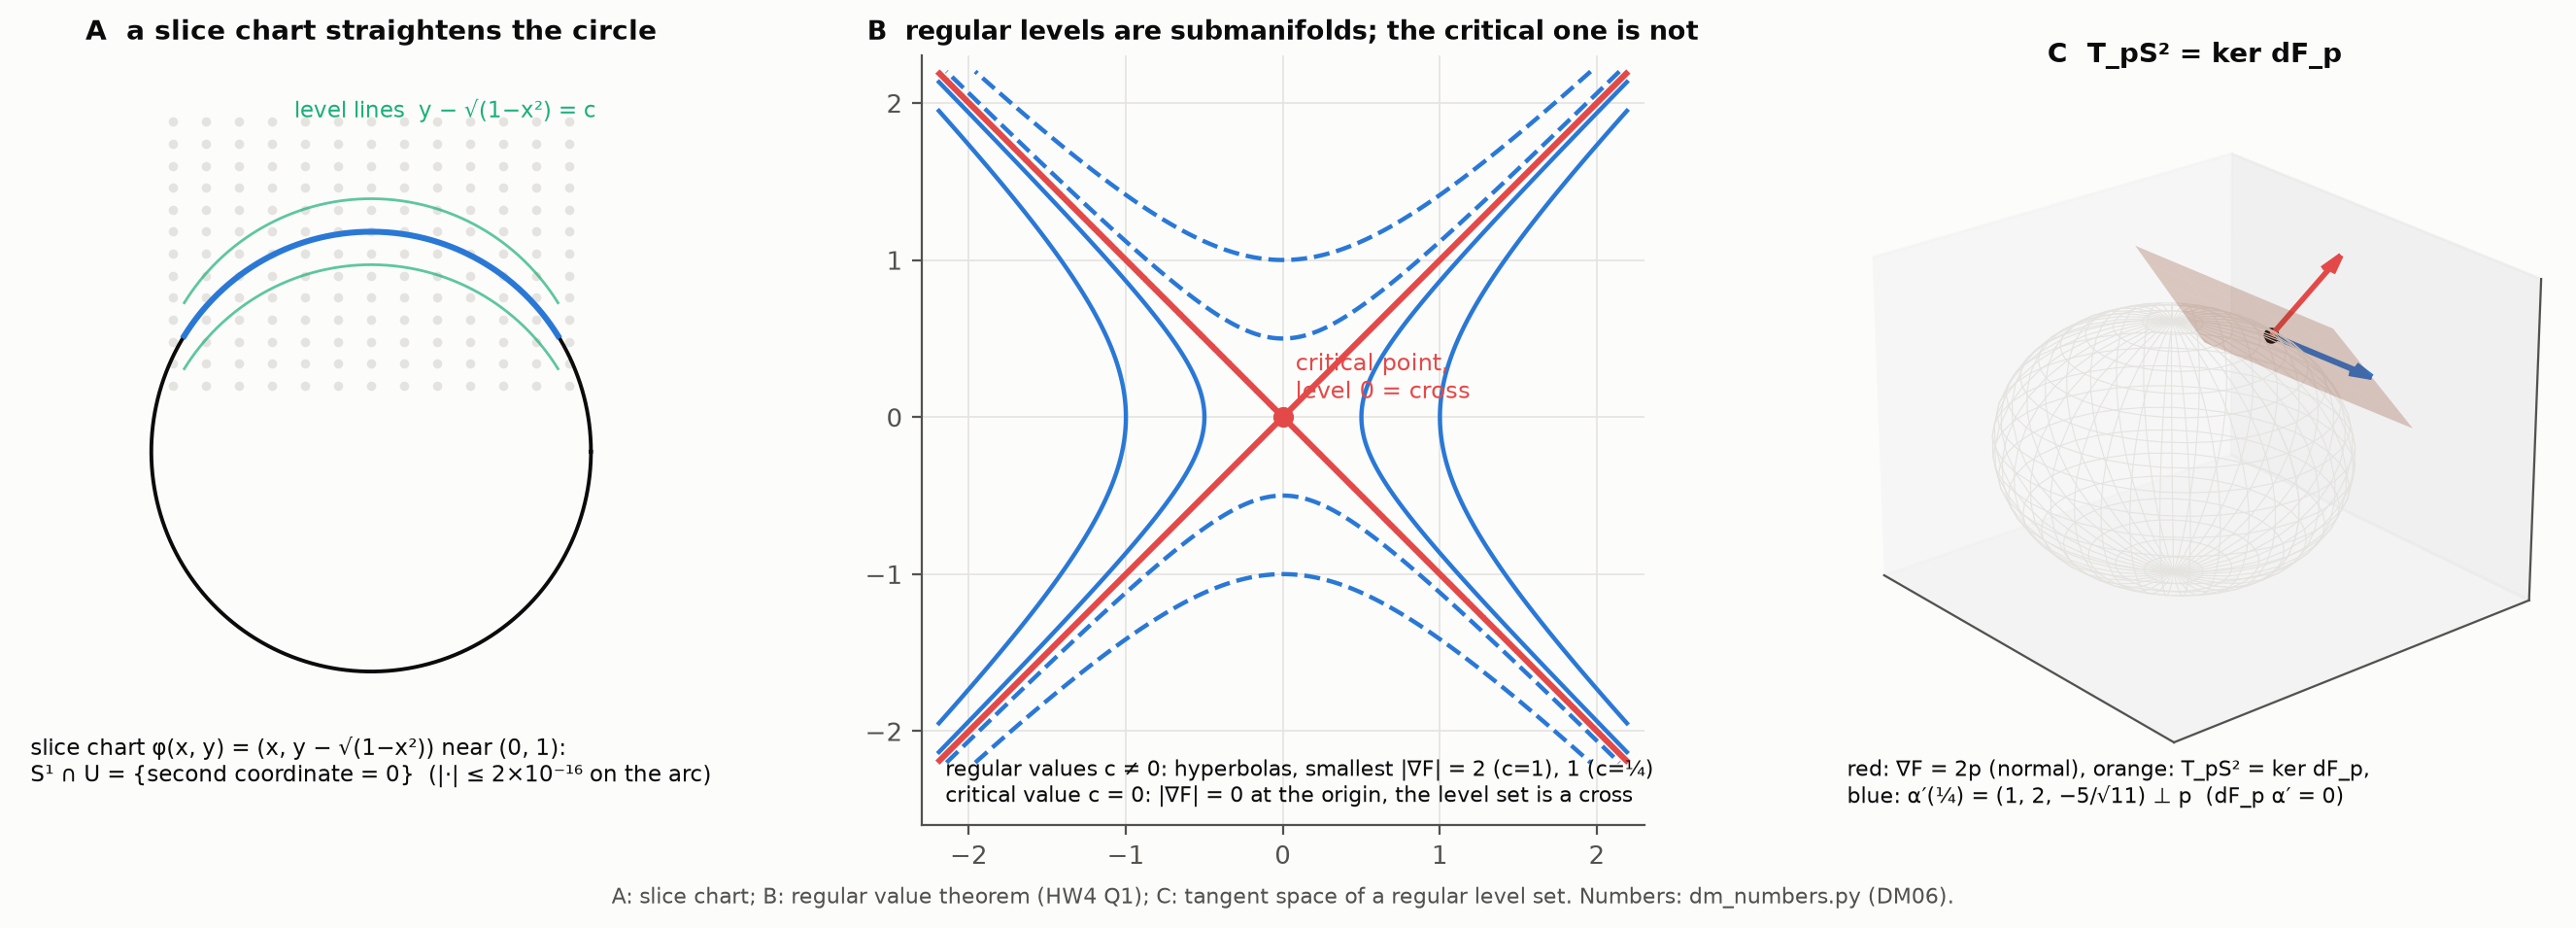 A  a slice chart straightens the circle
level lines  y − √(1−x²) = c
slice chart φ(x, y) = (x, y − √(1−x²)) near (0, 1):
S¹ ∩ U = {second coordinate = 0}  (|·| ≤ 2×10⁻¹⁶ on the arc)
B  regular levels are submanifolds; the critical one is not
2
1
0
−1
−2
critical point,
level 0 = cross
regular values c ≠ 0: hyperbolas, smallest |∇F| = 2 (c=1), 1 (c=¼)
critical value c = 0: |∇F| = 0 at the origin, the level set is a cross
−2
−1
0
1
2
C  T_pS² = ker dF_p
red: ∇F = 2p (normal), orange: T_pS² = ker dF_p,
blue: α′(¼) = (1, 2, −5/√11) ⊥ p  (dF_p α′ = 0)
A: slice chart; B: regular value theorem (HW4 Q1); C: tangent space of a regular level set. Numbers: dm_numbers.py (DM06).